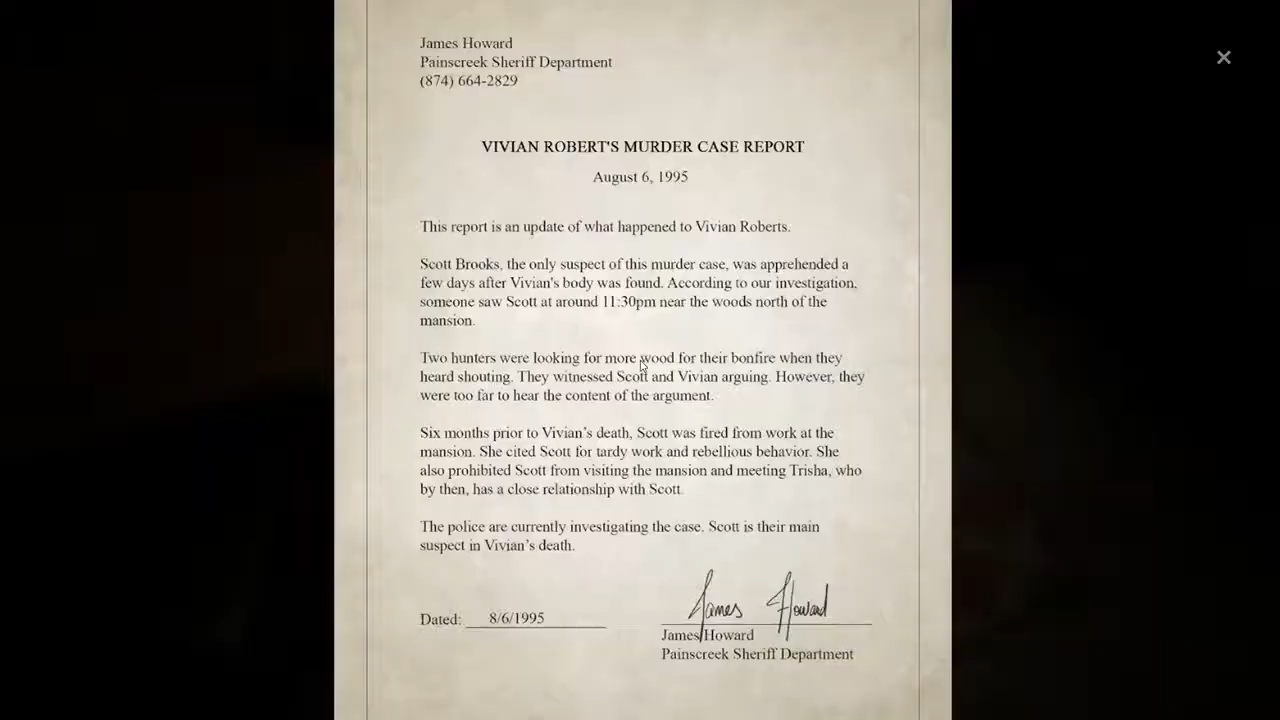 James Howard
Painscreek Sheriff Department
(874) 664-2829
VIVIAN ROBERT'S MURDER CASE REPORT
August 6, 1995
This report is an update of what happened to Vivian Roberts.
Scott Brooks, the only suspect of this murder case, was apprehended a
few days after Vivian's body was found. According to our investigation,
someone saw Scott at around 11:30pm near the woods north of the
mansion.
Two hunters were looking for more wood for their bonfire when they
heard shouting. They witnessed Scott and Vivian arguing. However, they
were too far to hear the content of the argument.
Six months prior to Vivian's death, Scott was fired from work at the
mansion. She cited Scott for tardy work and rebellious behavior. She
also prohibited Scott from visiting the mansion and meeting Trisha, who
by then, has a close relationship with Scott.
The police are currently investigating the case. Scott is their main
suspect in Vivian's death.
James Howard
Dated: 8/6/1995
James Howard
Painscreek Sheriff Department